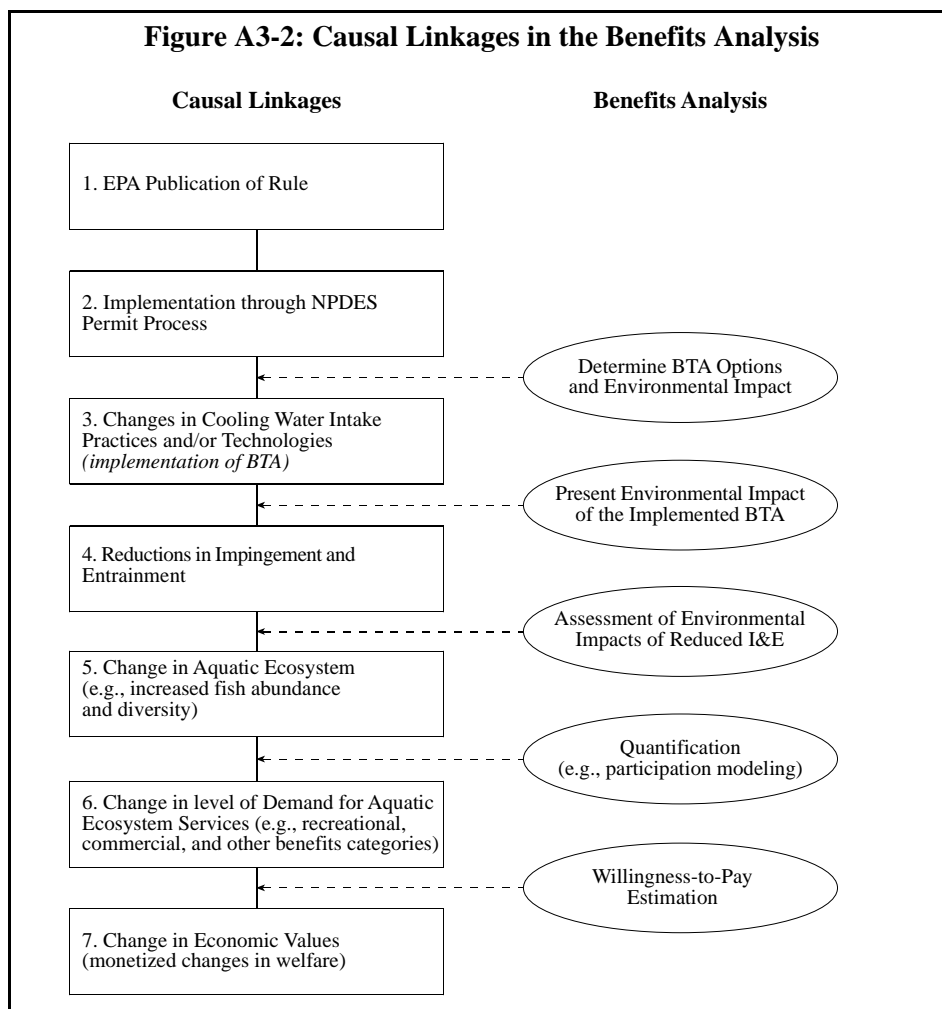 Figure A3-2: Causal Linkages in the Benefits Analysis
Causal Linkages
Benefits Analysis
1. EPA Publication of Rule
2. Implementation through NPDES
Permit Process
Determine BTA Options
and Environmental Impact
3. Changes in Cooling Water Intake
Practices and/or Technologies
(implementation of BTA)
Present Environmental Impact
of the Implemented BTA
4. Reductions in Impingement and
Entrainment
Assessment of Environmental
Impacts of Reduced I&E
5. Change in Aquatic Ecosystem
(e.g., increased fish abundance
and diversity)
Quantification
(e.g., participation modeling)
6. Change in level of Demand for Aquatic
Ecosystem Services (e.g., recreational,
commercial, and other benefits categories)
Willingness-to-Pay
Estimation
7. Change in Economic Values
(monetized changes in welfare)